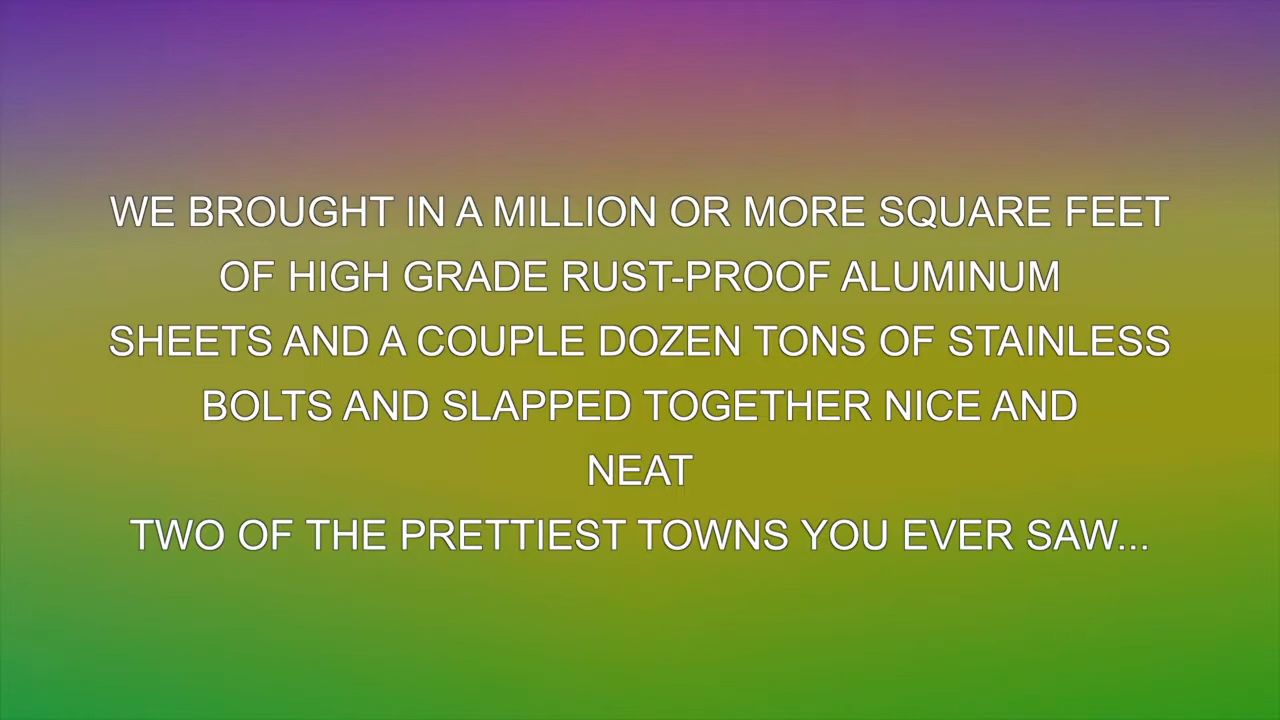 WE BROUGHT IN A MILLION OR MORE SQUARE FEET
OF HIGH GRADE RUST-PROOF ALUMINUM
SHEETS AND A COUPLE DOZEN TONS OF STAINLESS
BOLTS AND SLAPPED TOGETHER NICE AND
NEAT
TWO OF THE PRETTIEST TOWNS YOU EVER SAW...